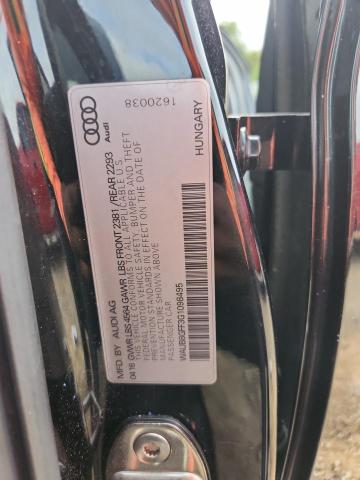 MFD. BY AUDI AG
04.16 GVWR LBS 4564 GAWR LBS FRONT 2381 / REAR 2293
THIS VEHICLE CONFORMS TO ALL APPLICABLE U.S.
FEDERAL MOTOR VEHICLE SAFETY, BUMPER AND THEFT
PREVENTION STANDARDS IN EFFECT ON THE DATE OF
MANUFACTURE SHOWN ABOVE.
PASSENGER CAR
WAUB8GFF3G1098495
HUNGARY
Audi
1620038